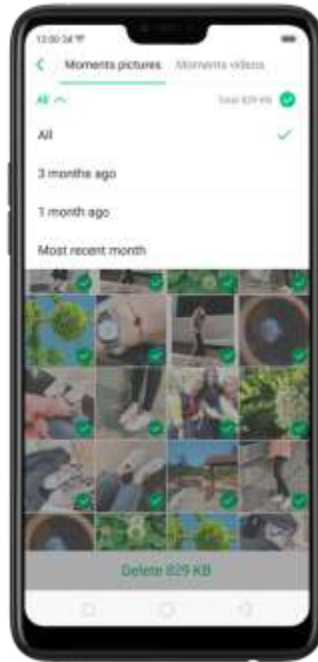 Moments pictures Moments videos
All Total 829 KB
All
3 months ago
1 month ago
Most recent month
Delete 829 KB